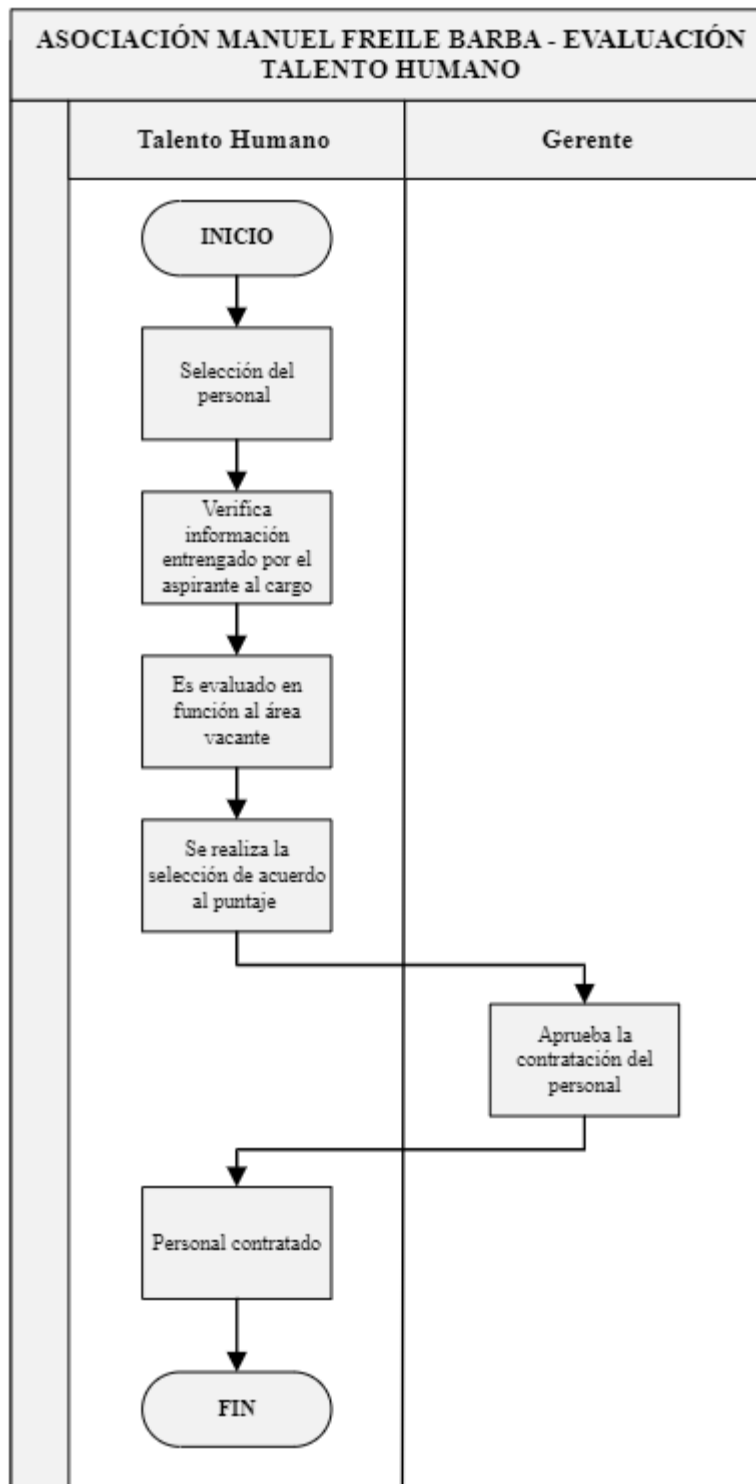 ASOCIACIÓN MANUEL FREILE BARBA - EVALUACIÓN
TALENTO HUMANO
Talento Humano
Gerente
INICIO
Selección del
personal
Verifica
información
entrengado por el
aspirante al cargo
Es evaluado en
función al área
vacante
Se realiza la
selección de acuerdo
al puntaje
Aprueba la
contratación del
personal
Personal contratado
FIN